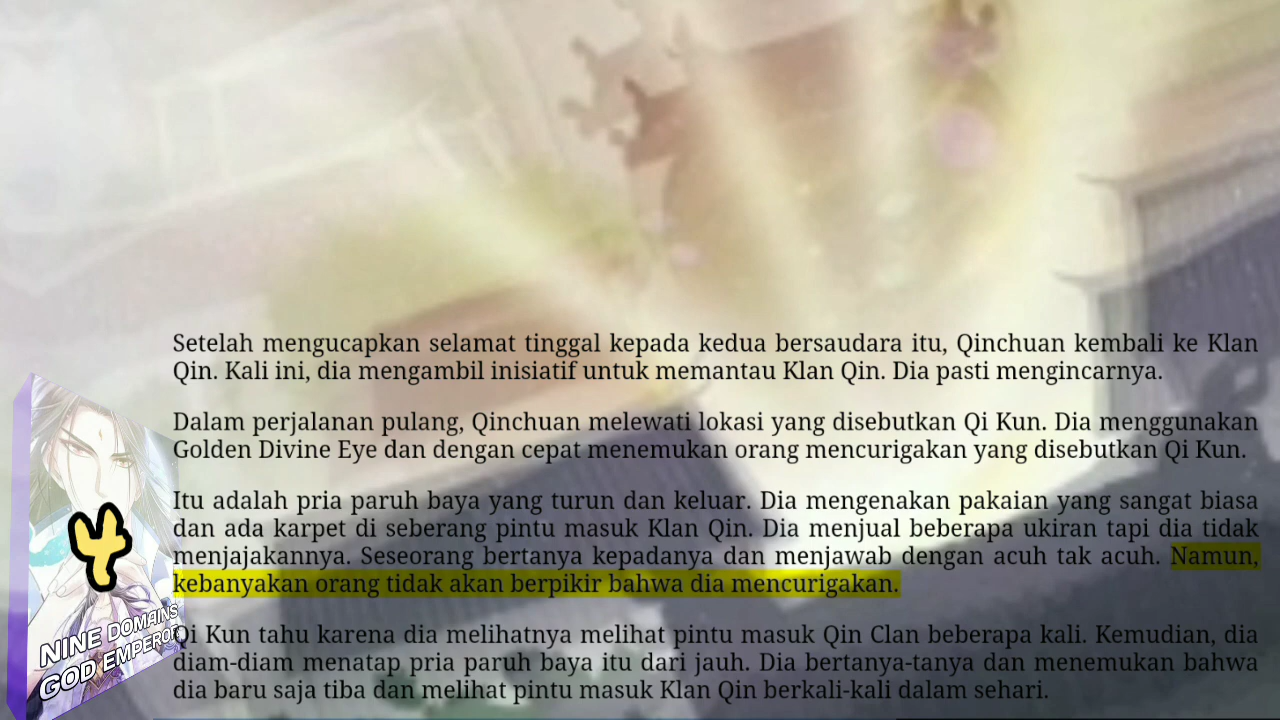 Setelah mengucapkan selamat tinggal kepada kedua bersaudara itu, Qinchuan kembali ke Klan
Qin. Kali ini, dia mengambil inisiatif untuk memantau Klan Qin. Dia pasti mengincarnya.
Dalam perjalanan pulang, Qinchuan melewati lokasi yang disebutkan Qi Kun. Dia menggunakan
Golden Divine Eye dan dengan cepat menemukan orang mencurigakan yang disebutkan Qi Kun.
Itu adalah pria paruh baya yang turun dan keluar. Dia mengenakan pakaian yang sangat biasa
dan ada karpet di seberang pintu masuk Klan Qin. Dia menjual beberapa ukiran tapi dia tidak
menjajakannya. Seseorang bertanya kepadanya dan menjawab dengan acuh tak acuh. Namun,
kebanyakan orang tidak akan berpikir bahwa dia mencurigakan.
Qi Kun tahu karena dia melihatnya melihat pintu masuk Qin Clan beberapa kali. Kemudian, dia
diam-diam menatap pria paruh baya itu dari jauh. Dia bertanya-tanya dan menemukan bahwa
dia baru saja tiba dan melihat pintu masuk Klan Qin berkali-kali dalam sehari.
4
NINE DOMAINS
GOD EMPEROR